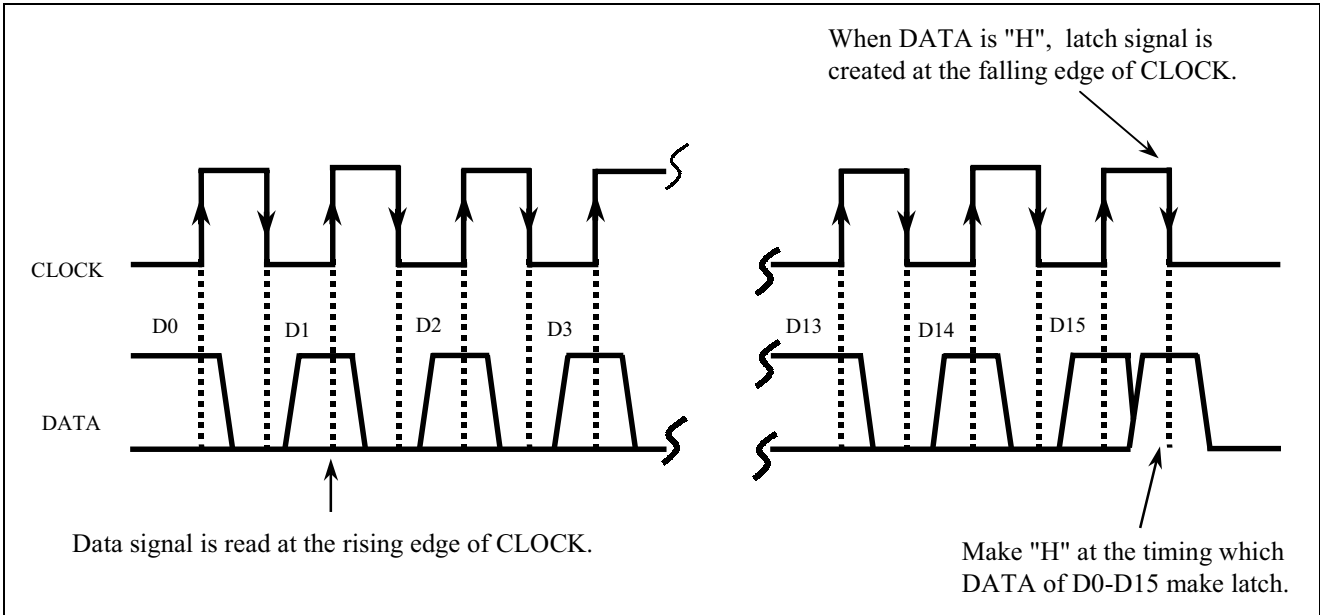 When DATA is "H", latch signal is
created at the falling edge of CLOCK.
CLOCK
D0
D1
D2
D3
D13
D14
D15
DATA
Data signal is read at the rising edge of CLOCK.
Make "H" at the timing which
DATA of D0-D15 make latch.